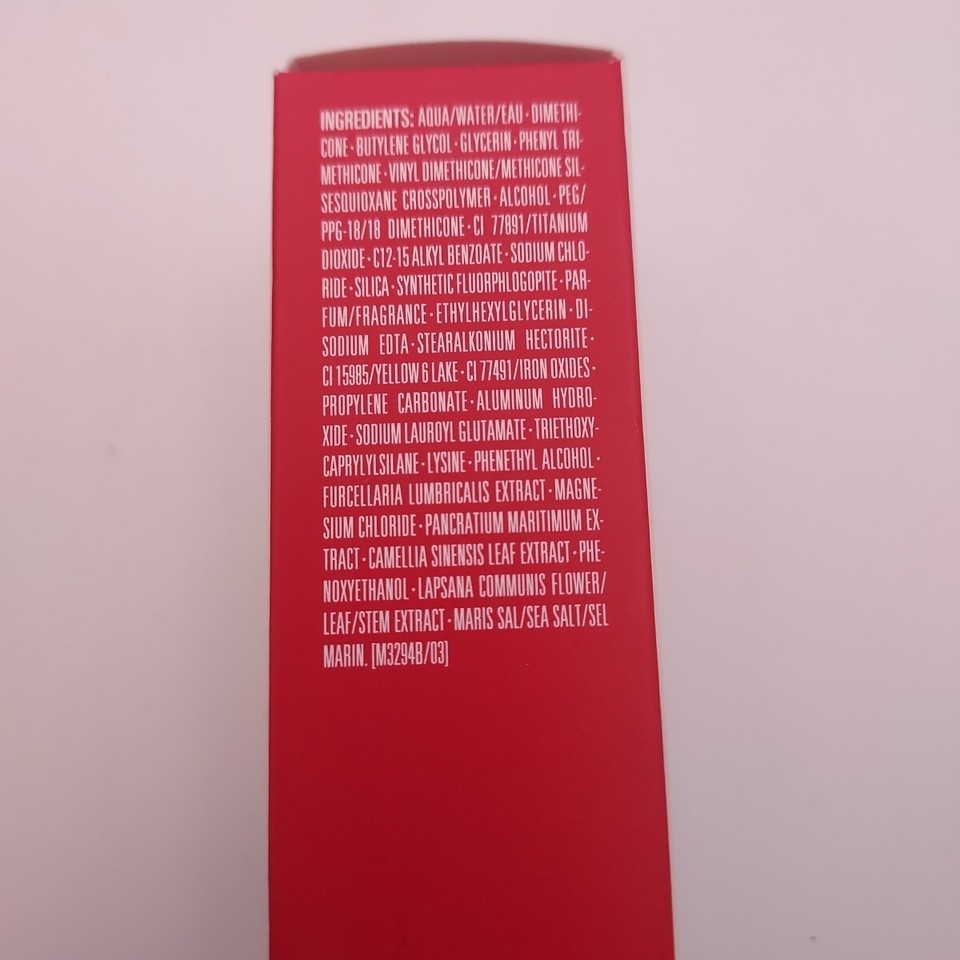 INGREDIENTS: AQUA/WATER/EAU · DIMETHI-
CONE · BUTYLENE GLYCOL · GLYCERIN · PHENYL TRI-
METHICONE · VINYL DIMETHICONE/METHICONE SIL-
SESQUIOXANE CROSSPOLYMER · ALCOHOL · PEG/
PPG-18/18 DIMETHICONE · CI 77891/TITANIUM
DIOXIDE · C12-15 ALKYL BENZOATE · SODIUM CHLO-
RIDE · SILICA · SYNTHETIC FLUORPHLOGOPITE · PAR-
FUM/FRAGRANCE · ETHYLHEXYLGLYCERIN · DI-
SODIUM EDTA · STEARALKONIUM HECTORITE ·
CI 15985/YELLOW 6 LAKE · CI 77491/IRON OXIDES ·
PROPYLENE CARBONATE · ALUMINUM HYDRO-
XIDE · SODIUM LAUROYL GLUTAMATE · TRIETHOXY-
CAPRYLYLSILANE · LYSINE · PHENETHYL ALCOHOL ·
FURCELLARIA LUMBRICALIS EXTRACT · MAGNE-
SIUM CHLORIDE · PANCRATIUM MARITIMUM EX-
TRACT · CAMELLIA SINENSIS LEAF EXTRACT · PHE-
NOXYETHANOL · LAPSANA COMMUNIS FLOWER/
LEAF/STEM EXTRACT · MARIS SAL/SEA SALT/SEL
MARIN. [M3294B/03]